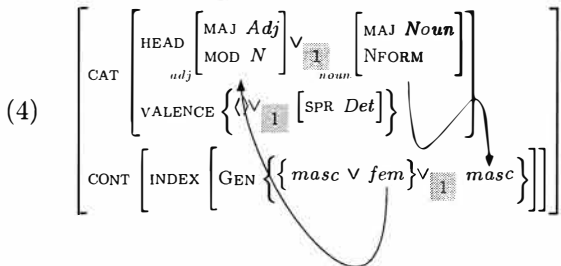 HEAD adj [MAJ Adj MOD N] ∨1 noun [MAJ Noun NFORM]
(4) CAT
VALENCE {⟨⟩ ∨1 [SPR Det]}
CONT [INDEX [GEN {{masc ∨ fem} ∨1 masc}]]